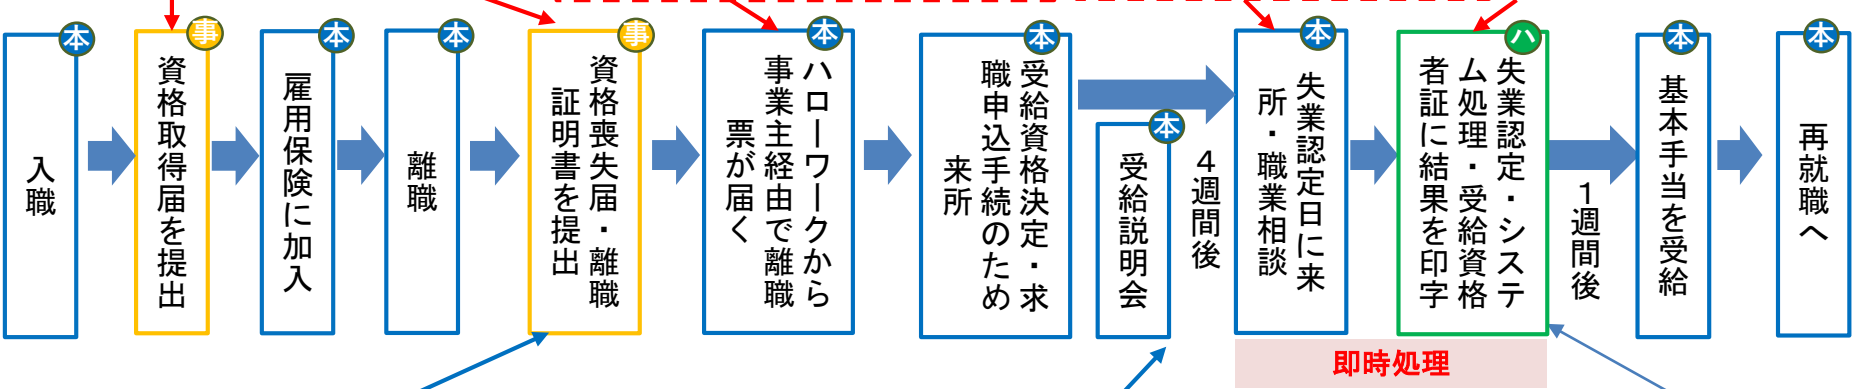 本
入職
事
資格取得届を提出
本
雇用保険に加入
本
離職
事
資格喪失届・離職
証明書を提出
本
ハローワークから
事業主経由で離職
票が届く
本
受給資格決定・求
職申込手続のため
来所
本
受給説明会
4週間後
本
失業認定日に来
所・職業相談
ハ
失業認定・システ
ム処理・受給資格
者証に結果を印字
即時処理
1週間後
本
基本手当を受給
本
再就職へ